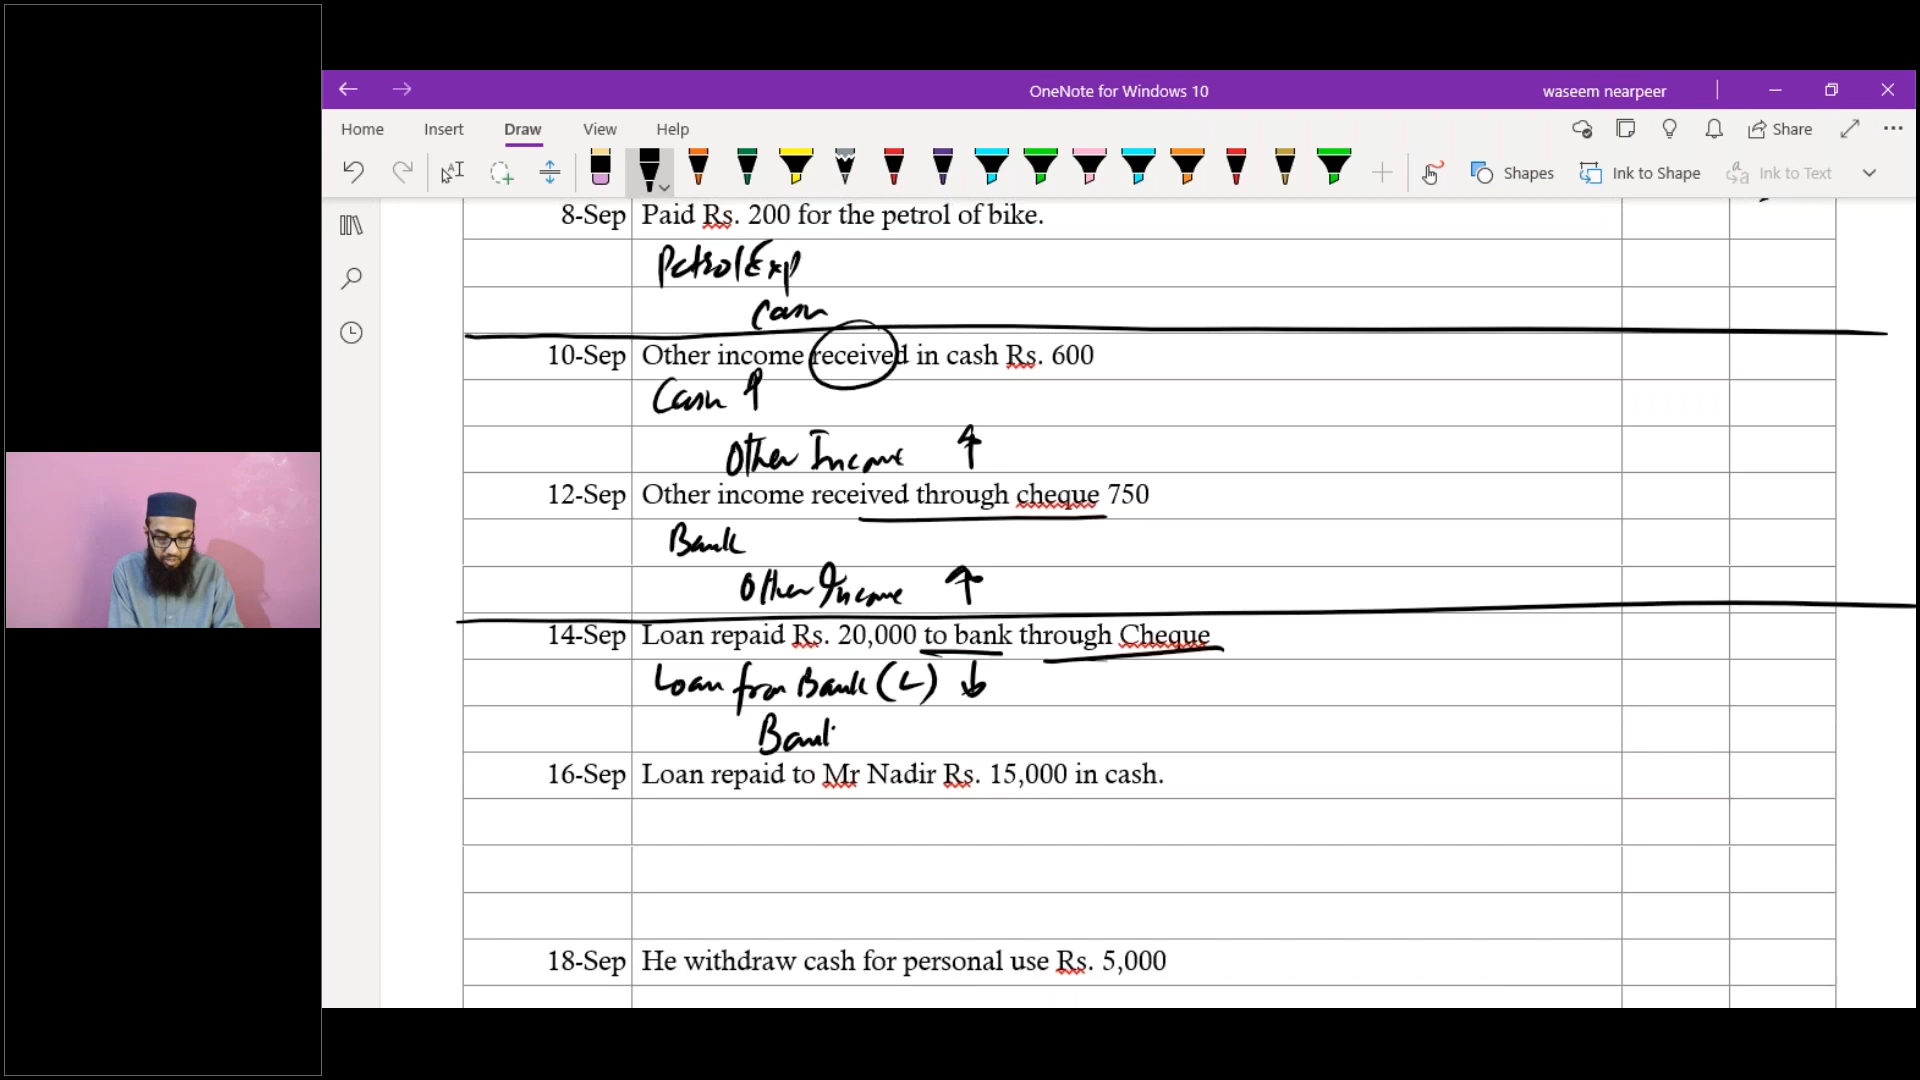 OneNote for Windows 10
waseem nearpeer
Home Insert Draw View Help
Share
Shapes Ink to Shape Ink to Text
8-Sep Paid Rs. 200 for the petrol of bike.
Petrol Exp
Cash
10-Sep Other income received in cash Rs. 600
Cash ↑
Other Income ↑
12-Sep Other income received through cheque 750
Bank
Other Income ↑
14-Sep Loan repaid Rs. 20,000 to bank through Cheque
Loan from Bank (L) ↓
Bank
16-Sep Loan repaid to Mr Nadir Rs. 15,000 in cash.
18-Sep He withdraw cash for personal use Rs. 5,000